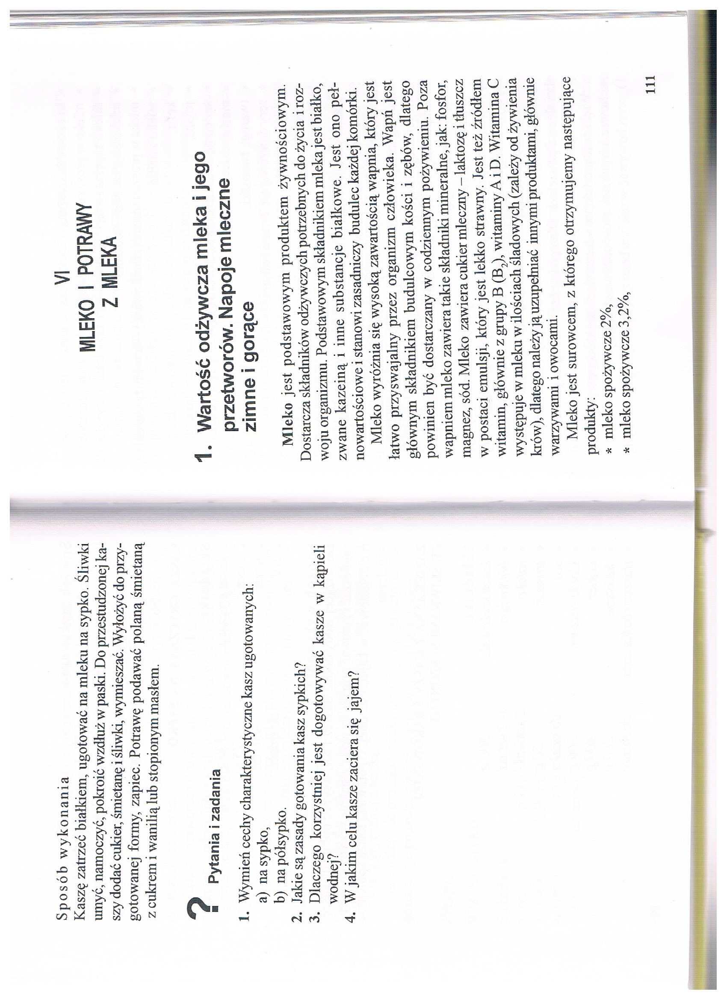 Sposób wykonania
Kaszę zatrzeć białkiem, ugotować na mleku na sypko. Śliwki
umyć, namoczyć, pokroić wzdłuż w paski. Do przestudzonej ka-
szy dodać cukier, śmietanę i śliwki, wymieszać. Wyłożyć do przy-
gotowanej formy, zapiec. Potrawę podawać polaną śmietaną
z cukrem i wanilią lub stopionym masłem.
? Pytania i zadania
1. Wymień cechy charakterystyczne kasz ugotowanych:
a) na sypko,
b) na półsypko.
2. Jakie są zasady gotowania kasz sypkich?
3. Dlaczego korzystniej jest dogotowywać kasze w kąpieli
wodnej?
4. W jakim celu kasze zaciera się jajem?
VI
MLEKO I POTRAWY
Z MLEKA
1. Wartość odżywcza mleka i jego
przetworów. Napoje mleczne
zimne i gorące
Mleko jest podstawowym produktem żywnościowym.
Dostarcza składników odżywczych potrzebnych do życia i roz-
woju organizmu. Podstawowym składnikiem mleka jest białko,
zwane kazeiną i inne substancje białkowe. Jest ono peł-
nowartościowe i stanowi zasadniczy budulec każdej komórki.
Mleko wyróżnia się wysoką zawartością wapnia, który jest
łatwo przyswajalny przez organizm człowieka. Wapń jest
głównym składnikiem budulcowym kości i zębów, dlatego
powinien być dostarczany w codziennym pożywieniu. Poza
wapniem mleko zawiera takie składniki mineralne, jak: fosfor,
magnez, sód. Mleko zawiera cukier mleczny – laktozę i tłuszcz
w postaci emulsji, który jest lekko strawny. Jest też źródłem
witamin, głównie z grupy B (B₂), witaminy A i D. Witamina C
występuje w mleku w ilościach śladowych (zależy od żywienia
krów), dlatego należy ją uzupełniać innymi produktami, głównie
warzywami i owocami.
Mleko jest surowcem, z którego otrzymujemy następujące
produkty:
* mleko spożywcze 2%,
* mleko spożywcze 3,2%,
111